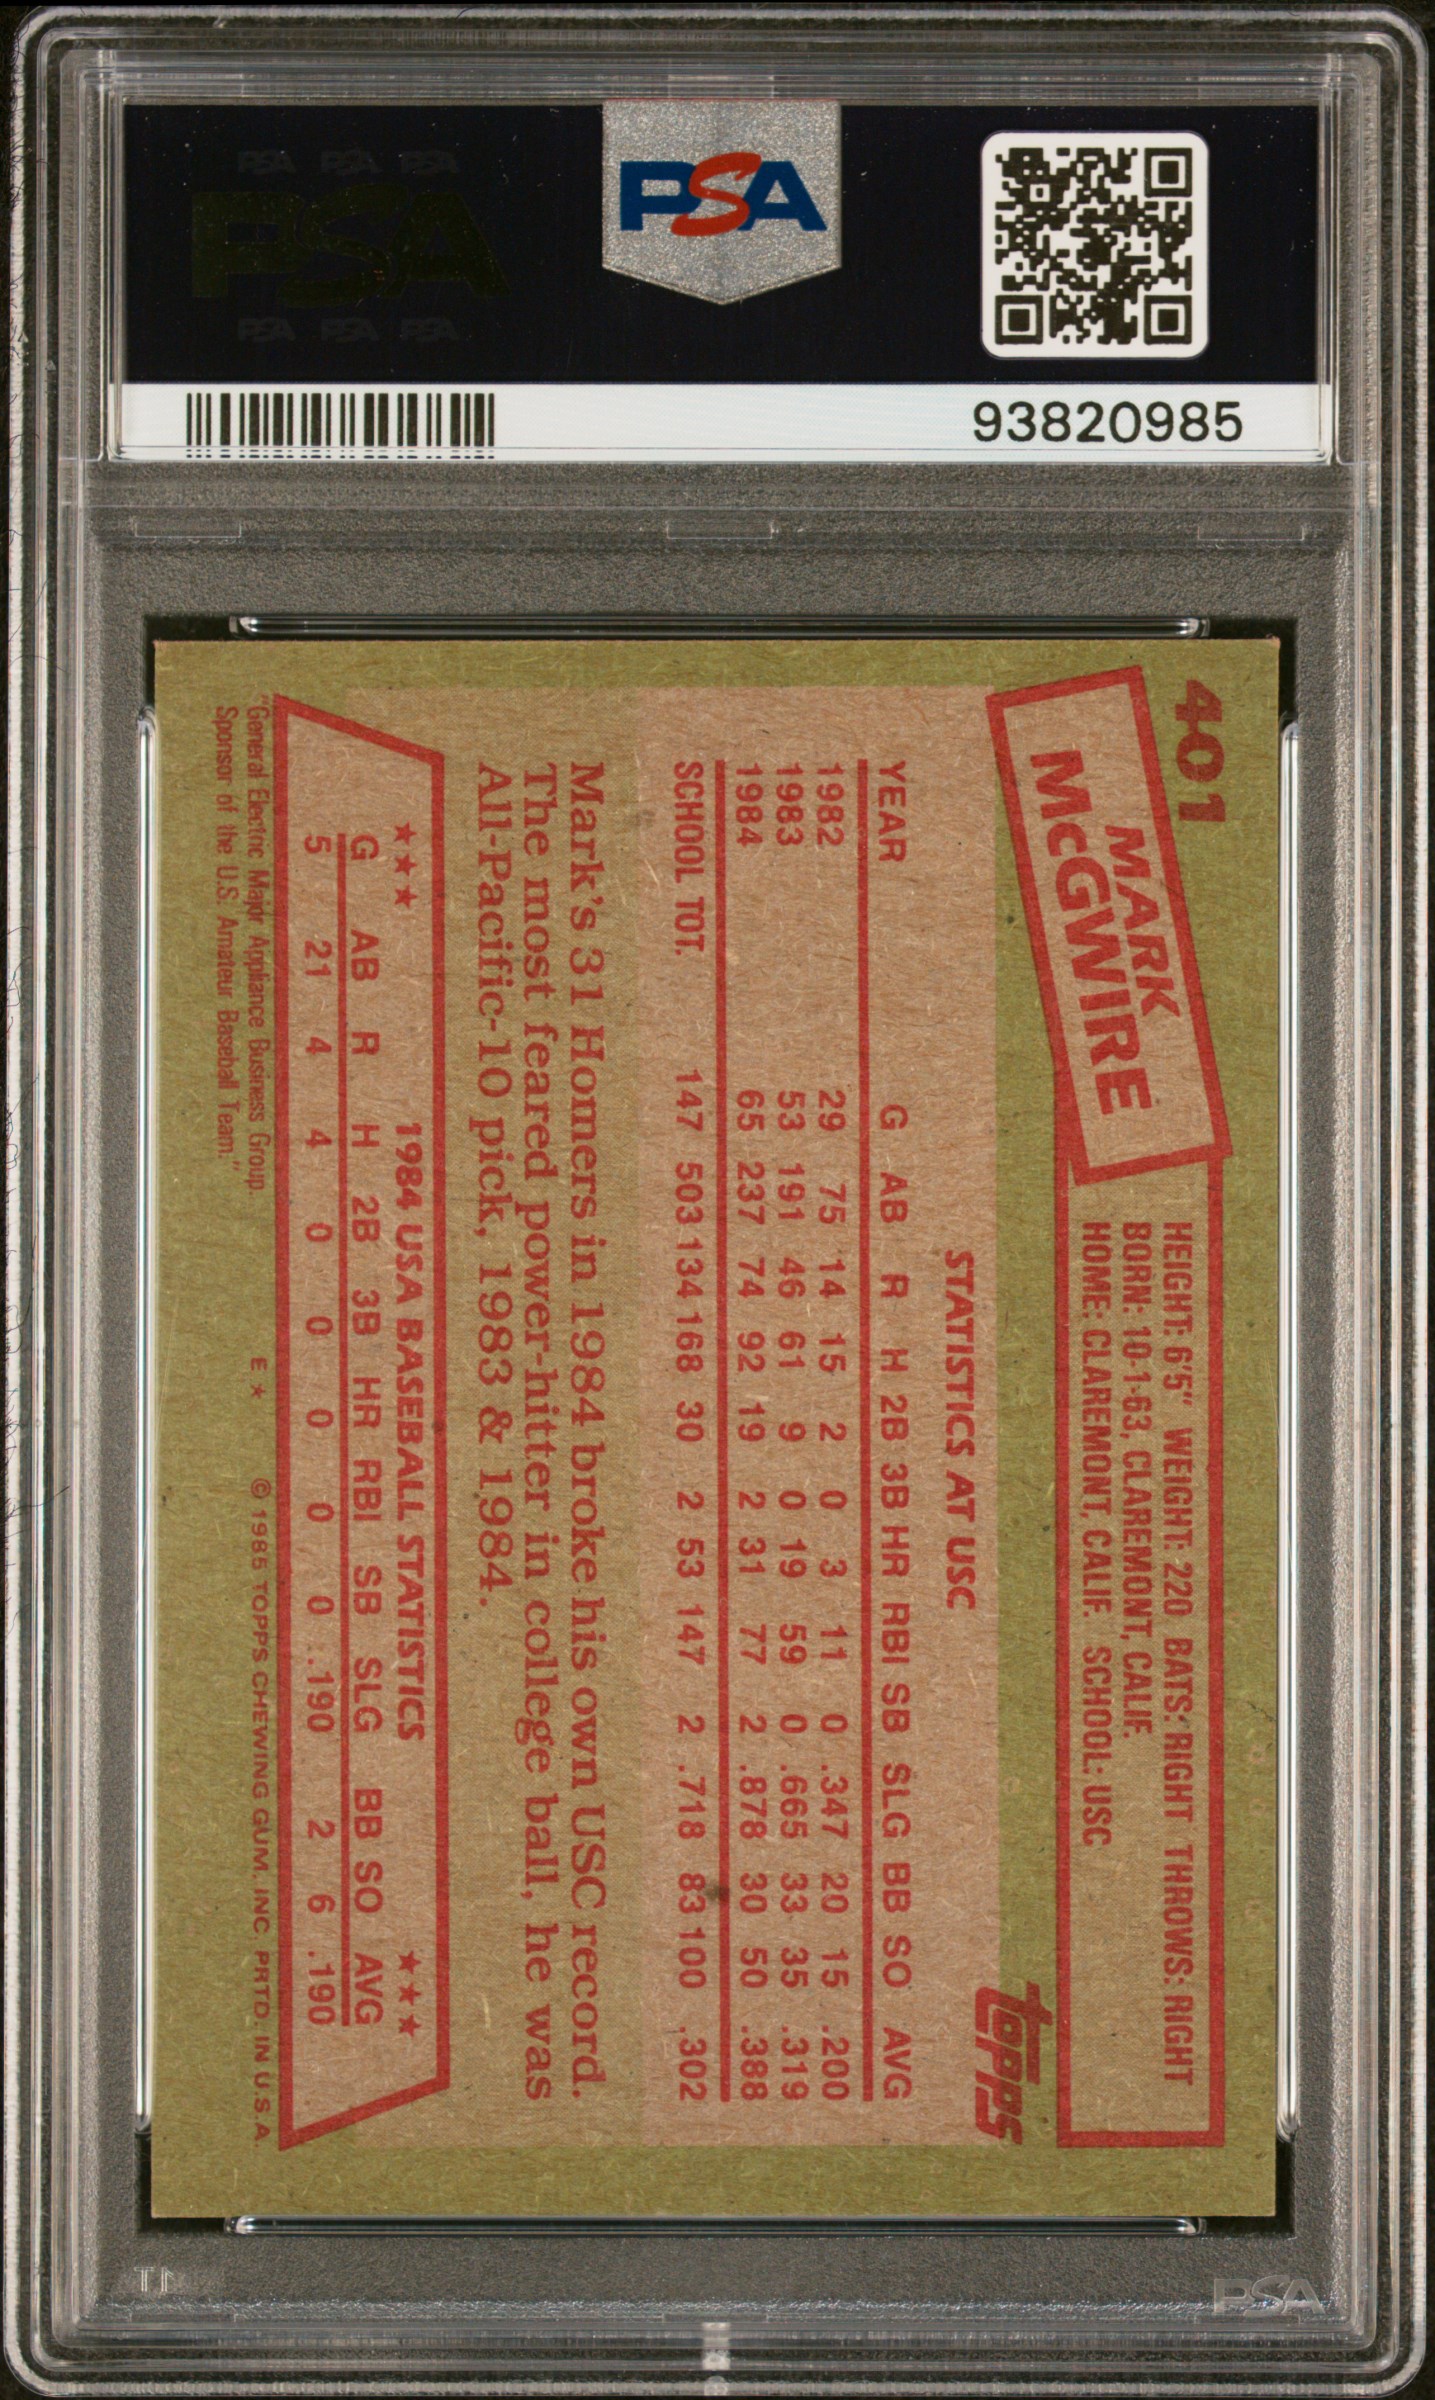 PSA PSA PSA
PSA
PSA PSA PSA
PSA
93820985
401
MARK
McGWIRE
HEIGHT: 6'5" WEIGHT: 220 BATS: RIGHT THROWS: RIGHT
BORN: 10-1-63, CLAREMONT, CALIF.
HOME: CLAREMONT, CALIF. SCHOOL: USC
topps
STATISTICS AT USC
YEAR G AB R H 2B 3B HR RBI SB SLG BB SO AVG
1982 29 75 14 15 2 0 3 11 0 .347 20 15 .200
1983 53 191 46 61 9 0 19 59 0 .665 33 35 .319
1984 65 237 74 92 19 2 31 77 2 .878 30 50 .388
SCHOOL TOT. 147 503 134 168 30 2 53 147 2 .718 83 100 .302
Mark's 31 Homers in 1984 broke his own USC record.
The most feared power-hitter in college ball, he was
All-Pacific-10 pick, 1983 & 1984.
★★★ 1984 USA BASEBALL STATISTICS ★★★
G AB R H 2B 3B HR RBI SB SLG BB SO AVG
5 21 4 4 0 0 0 0 0 .190 2 6 .190
"General Electric Major Appliance Business Group.
Sponsor of the U.S. Amateur Baseball Team."
E★ © 1985 TOPPS CHEWING GUM, INC. PRTD. IN U.S.A.
PSA